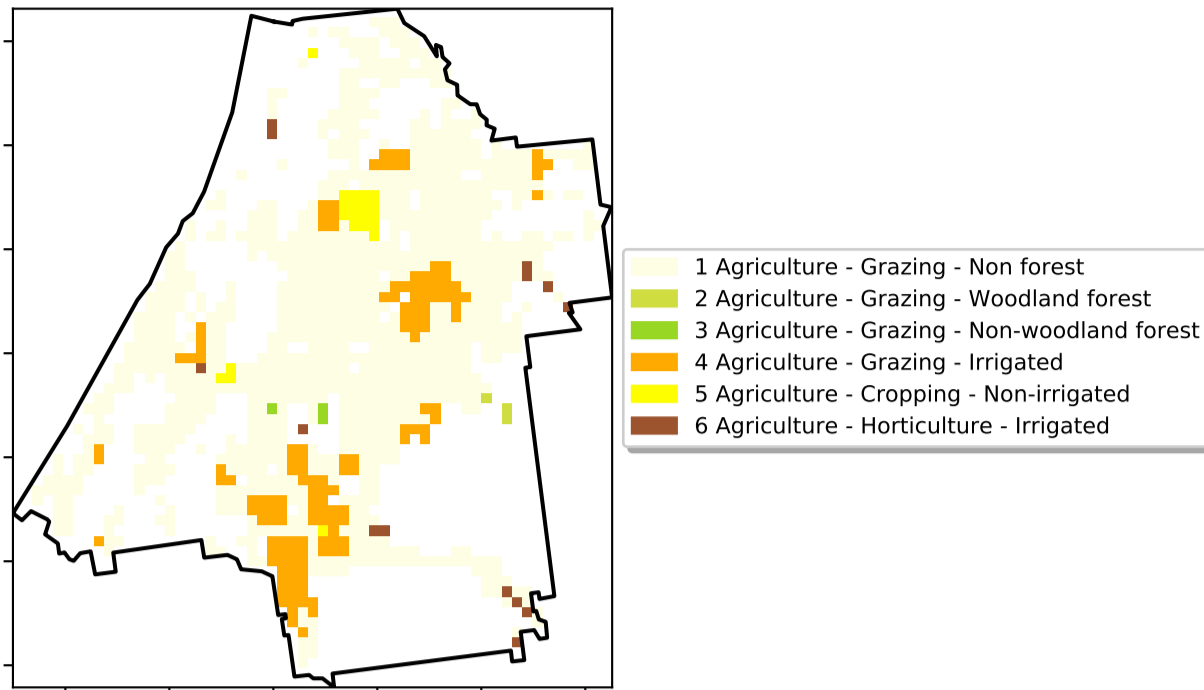 1 Agriculture - Grazing - Non forest
2 Agriculture - Grazing - Woodland forest
3 Agriculture - Grazing - Non-woodland forest
4 Agriculture - Grazing - Irrigated
5 Agriculture - Cropping - Non-irrigated
6 Agriculture - Horticulture - Irrigated